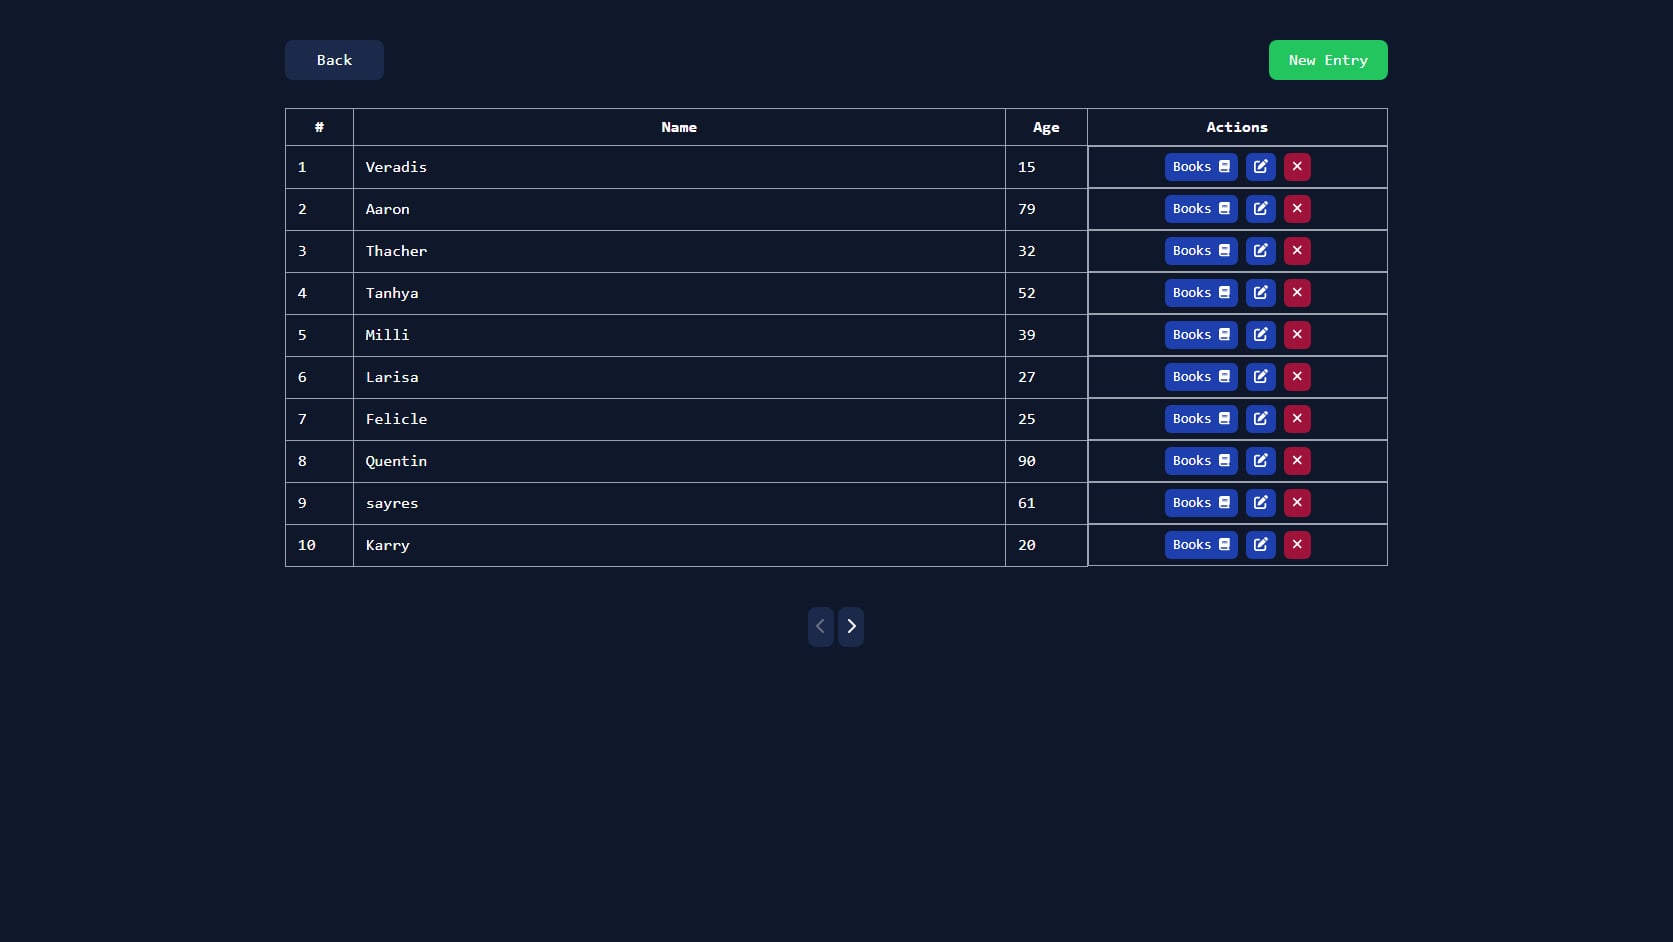 Back New Entry
# Name Age Actions
1 Veradis 15 Books
2 Aaron 79 Books
3 Thacher 32 Books
4 Tanhya 52 Books
5 Milli 39 Books
6 Larisa 27 Books
7 Felicle 25 Books
8 Quentin 90 Books
9 sayres 61 Books
10 Karry 20 Books